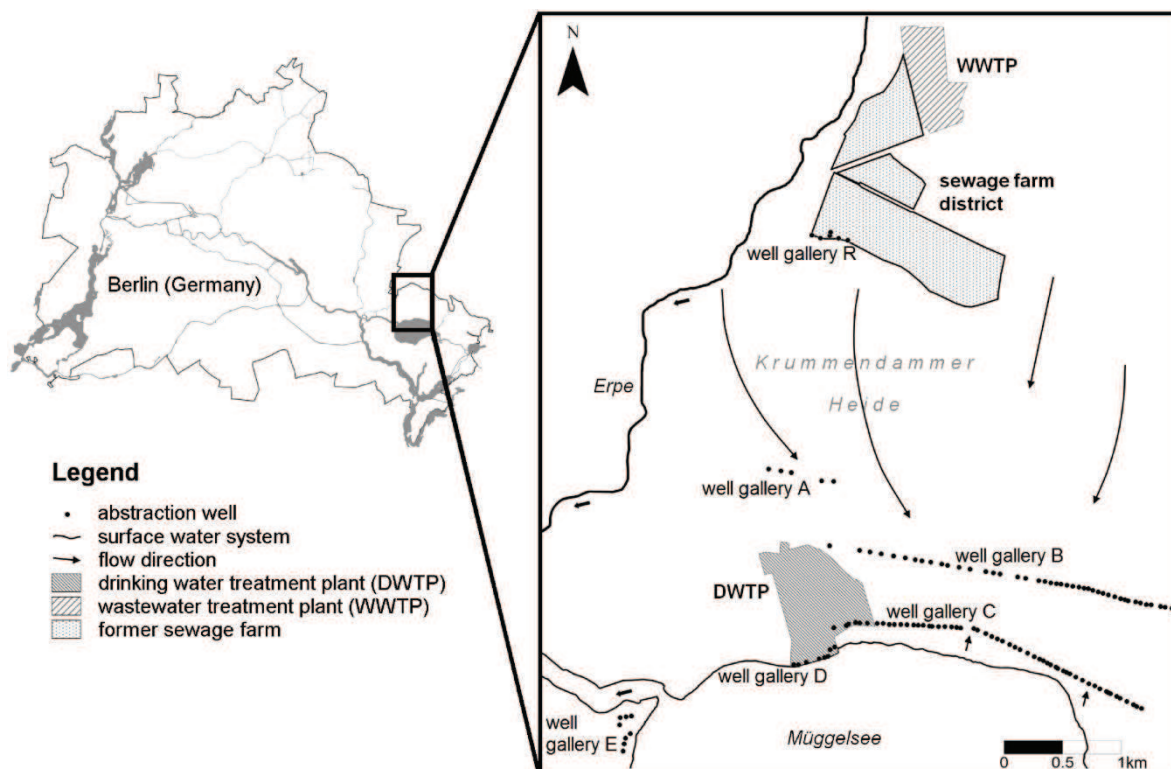 Berlin (Germany)
Legend
abstraction well
surface water system
flow direction
drinking water treatment plant (DWTP)
wastewater treatment plant (WWTP)
former sewage farm
N
WWTP
sewage farm
district
well gallery R
Krummendammer
Heide
Erpe
well gallery A
well gallery B
DWTP
well gallery C
well gallery D
well
gallery E
Müggelsee
0 0.5 1km